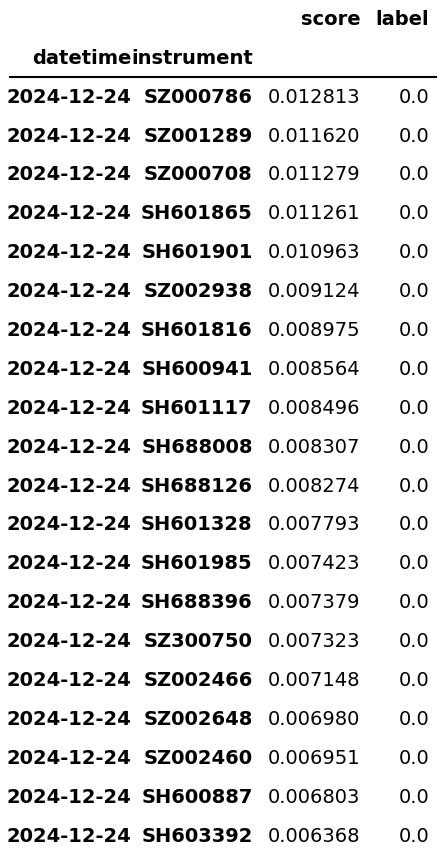 score label
datetime instrument
2024-12-24 SZ000786 0.012813 0.0
2024-12-24 SZ001289 0.011620 0.0
2024-12-24 SZ000708 0.011279 0.0
2024-12-24 SH601865 0.011261 0.0
2024-12-24 SH601901 0.010963 0.0
2024-12-24 SZ002938 0.009124 0.0
2024-12-24 SH601816 0.008975 0.0
2024-12-24 SH600941 0.008564 0.0
2024-12-24 SH601117 0.008496 0.0
2024-12-24 SH688008 0.008307 0.0
2024-12-24 SH688126 0.008274 0.0
2024-12-24 SH601328 0.007793 0.0
2024-12-24 SH601985 0.007423 0.0
2024-12-24 SH688396 0.007379 0.0
2024-12-24 SZ300750 0.007323 0.0
2024-12-24 SZ002466 0.007148 0.0
2024-12-24 SZ002648 0.006980 0.0
2024-12-24 SZ002460 0.006951 0.0
2024-12-24 SH600887 0.006803 0.0
2024-12-24 SH603392 0.006368 0.0